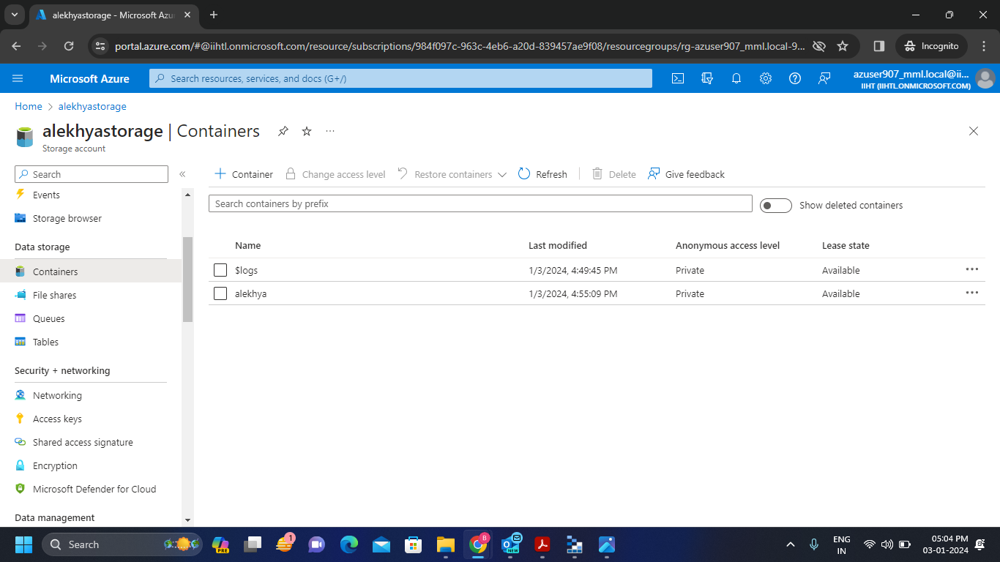 alekhyastorage - Microsoft Azu
portal.azure.com/#@iihtl.onmicrosoft.com/resource/subscriptions/984f097c-963c-4eb6-a20d-839457ae9f08/resourcegroups/rg-azuser907_mml.local-9...
Incognito
Microsoft Azure
Search resources, services, and docs (G+/)
azuser907_mml.local@ii...
IIHT (IIHTL.ONMICROSOFT.COM)
Home > alekhyastorage
alekhyastorage | Containers
...
Storage account
Search
«
Container
Change access level
Restore containers
Refresh
Delete
Give feedback
Events
Storage browser
Data storage
Containers
File shares
Queues
Tables
Security + networking
Networking
Access keys
Shared access signature
Encryption
Microsoft Defender for Cloud
Data management
Search containers by prefix
Show deleted containers
Name Last modified Anonymous access level Lease state
$logs 1/3/2024, 4:49:45 PM Private Available
alekhya 1/3/2024, 4:55:09 PM Private Available
Search
PRE
1
8
NEW
ENG
IN
05:04 PM
03-01-2024